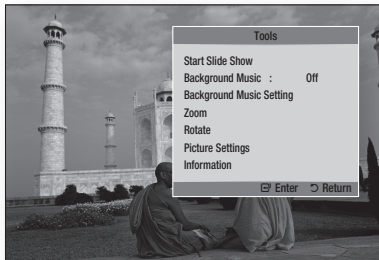 Tools
Start Slide Show
Background Music : Off
Background Music Setting
Zoom
Rotate
Picture Settings
Information
Enter Return